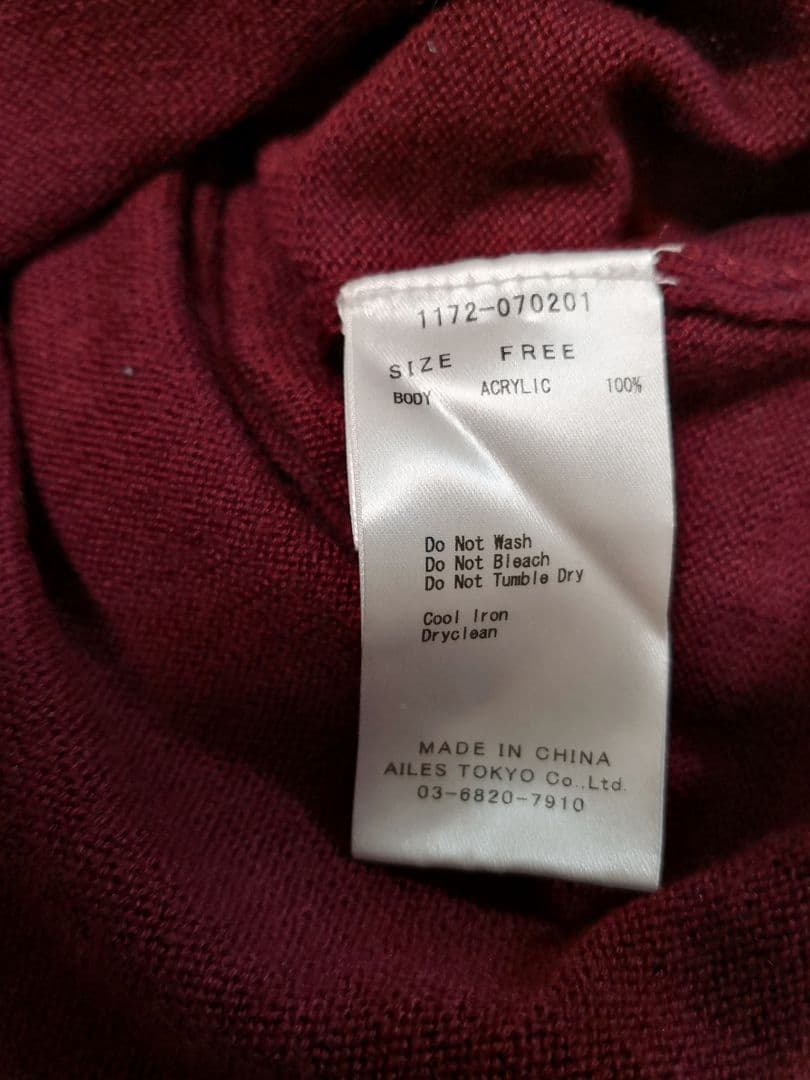 1172-070201
SIZE FREE
BODY ACRYLIC 100%
Do Not Wash
Do Not Bleach
Do Not Tumble Dry
Cool Iron
Dryclean
MADE IN CHINA
AILES TOKYO Co.,Ltd.
03-6820-7910